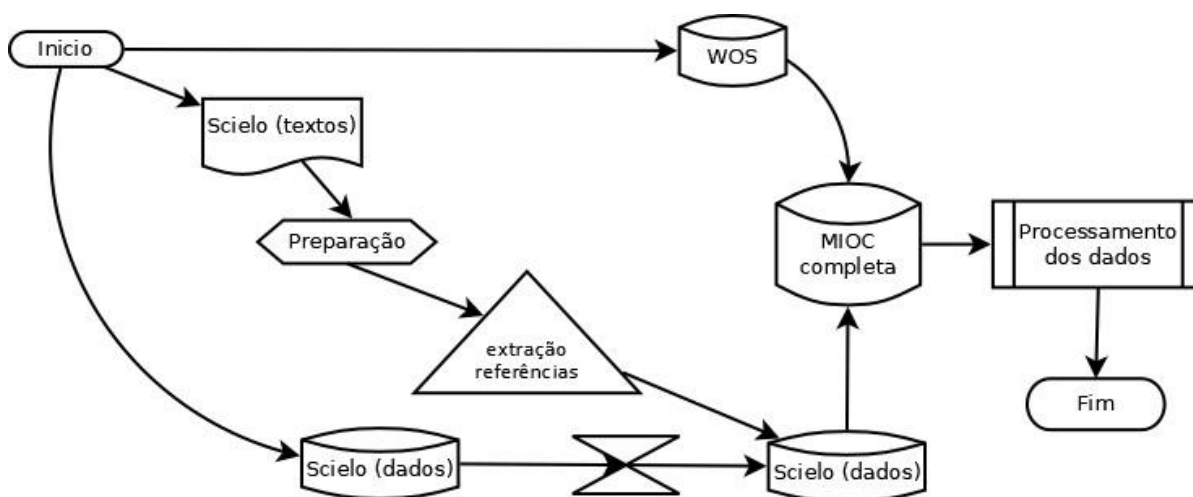 Inicio
WOS
Scielo (textos)
Preparação
MIOC
completa
Processamento
dos dados
extração
referências
Fim
Scielo (dados)
Scielo (dados)